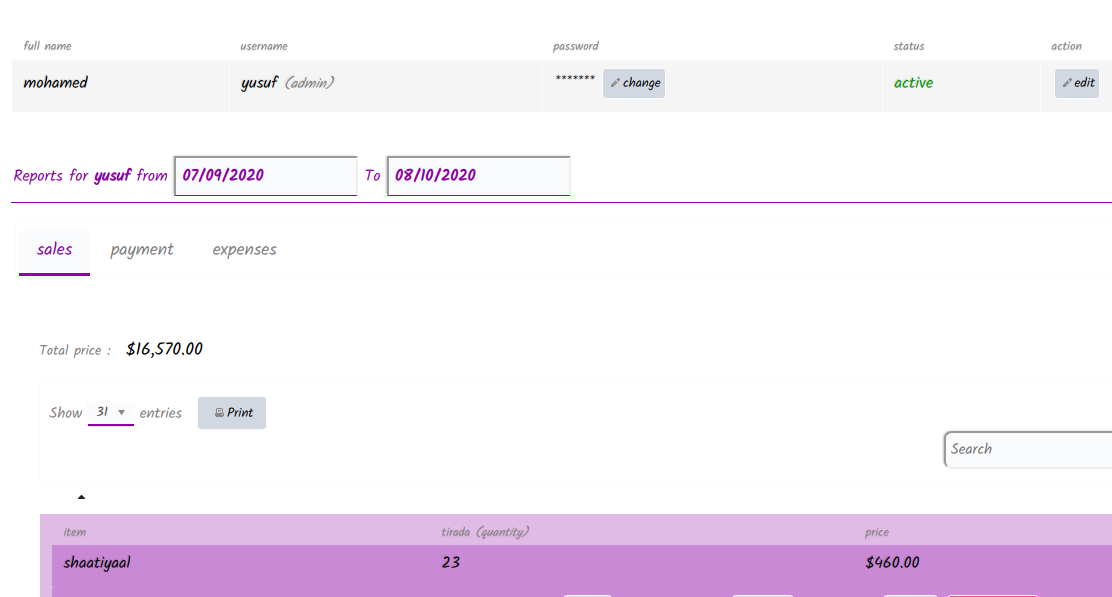 full name username password status action
mohamed yusuf (admin) ******* change active edit
Reports for yusuf from 07/09/2020 To 08/10/2020
sales payment expenses
Total price : $16,570.00
Show 31 entries Print
Search
item tirada (quantity) price
shaatiyaal 23 $460.00